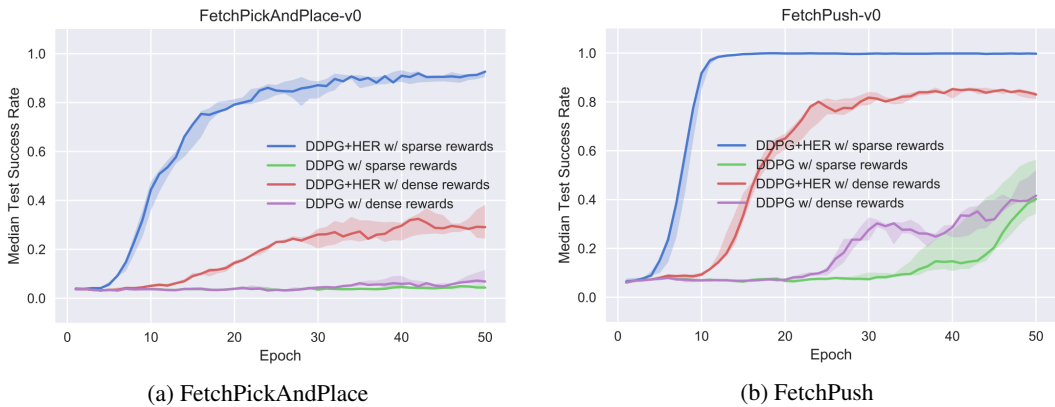 FetchPickAndPlace-v0
1.0
0.8
0.6
0.4
0.2
0.0
Median Test Success Rate
DDPG+HER w/ sparse rewards
DDPG w/ sparse rewards
DDPG+HER w/ dense rewards
DDPG w/ dense rewards
0 10 20 30 40 50
Epoch
(a) FetchPickAndPlace
FetchPush-v0
1.0
0.8
0.6
0.4
0.2
0.0
Median Test Success Rate
DDPG+HER w/ sparse rewards
DDPG w/ sparse rewards
DDPG+HER w/ dense rewards
DDPG w/ dense rewards
0 10 20 30 40 50
Epoch
(b) FetchPush